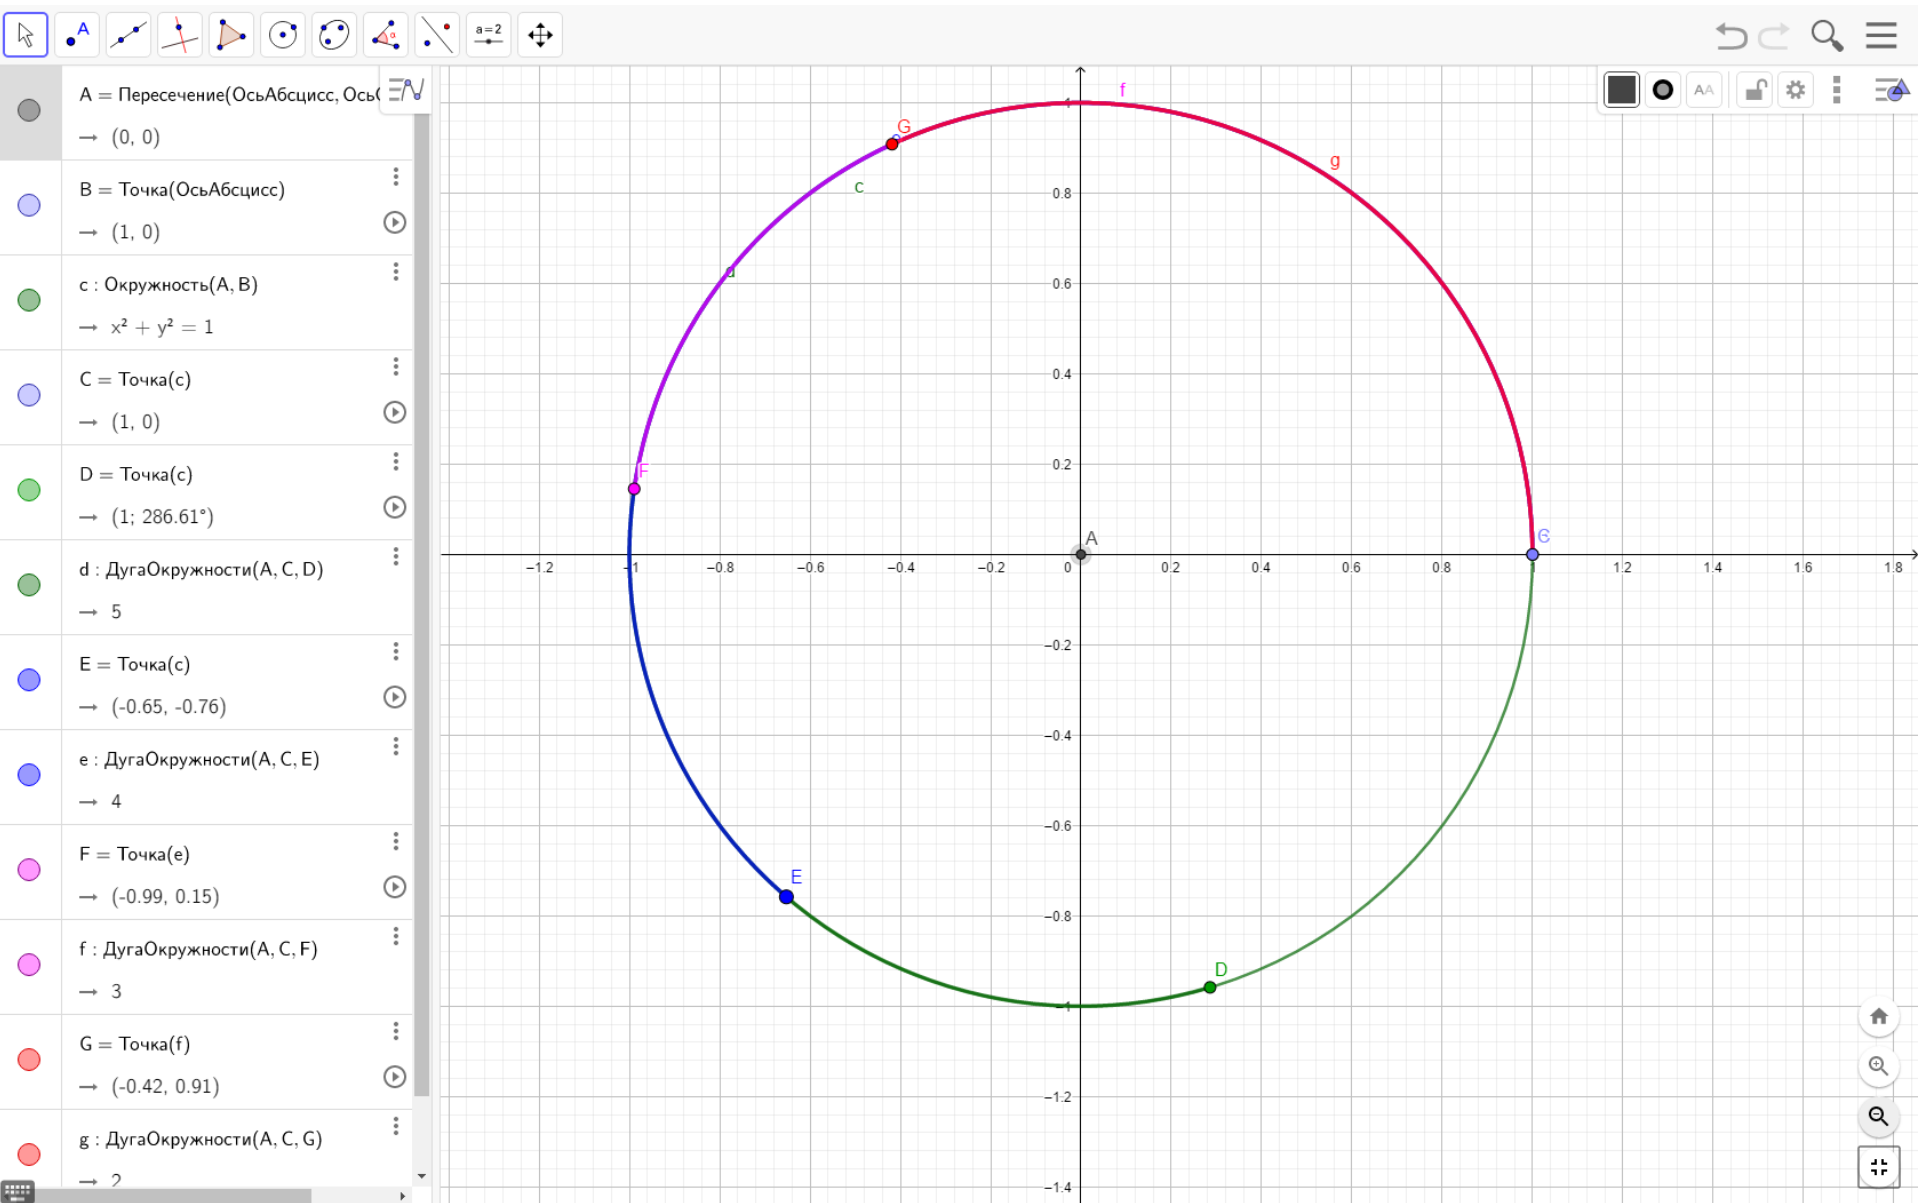 A
α
a=2
A = Пересечение(ОсьАбсцисс, Ось
→ (0, 0)
B = Точка(ОсьАбсцисс)
→ (1, 0)
c : Окружность(A, B)
→ x² + y² = 1
C = Точка(c)
→ (1, 0)
D = Точка(c)
→ (1; 286.61°)
d : ДугаОкружности(A, C, D)
→ 5
E = Точка(c)
→ (-0.65, -0.76)
e : ДугаОкружности(A, C, E)
→ 4
F = Точка(e)
→ (-0.99, 0.15)
f : ДугаОкружности(A, C, F)
→ 3
G = Точка(f)
→ (-0.42, 0.91)
g : ДугаОкружности(A, C, G)
→ 2
AA
f
1
G
g
c
0.8
d
0.6
0.4
F
0.2
A
C
−1.2 −1 −0.8 −0.6 −0.4 −0.2 0 0.2 0.4 0.6 0.8 1 1.2 1.4 1.6 1.8
−0.2
−0.4
−0.6
E
−0.8
D
−1
−1.2
−1.4